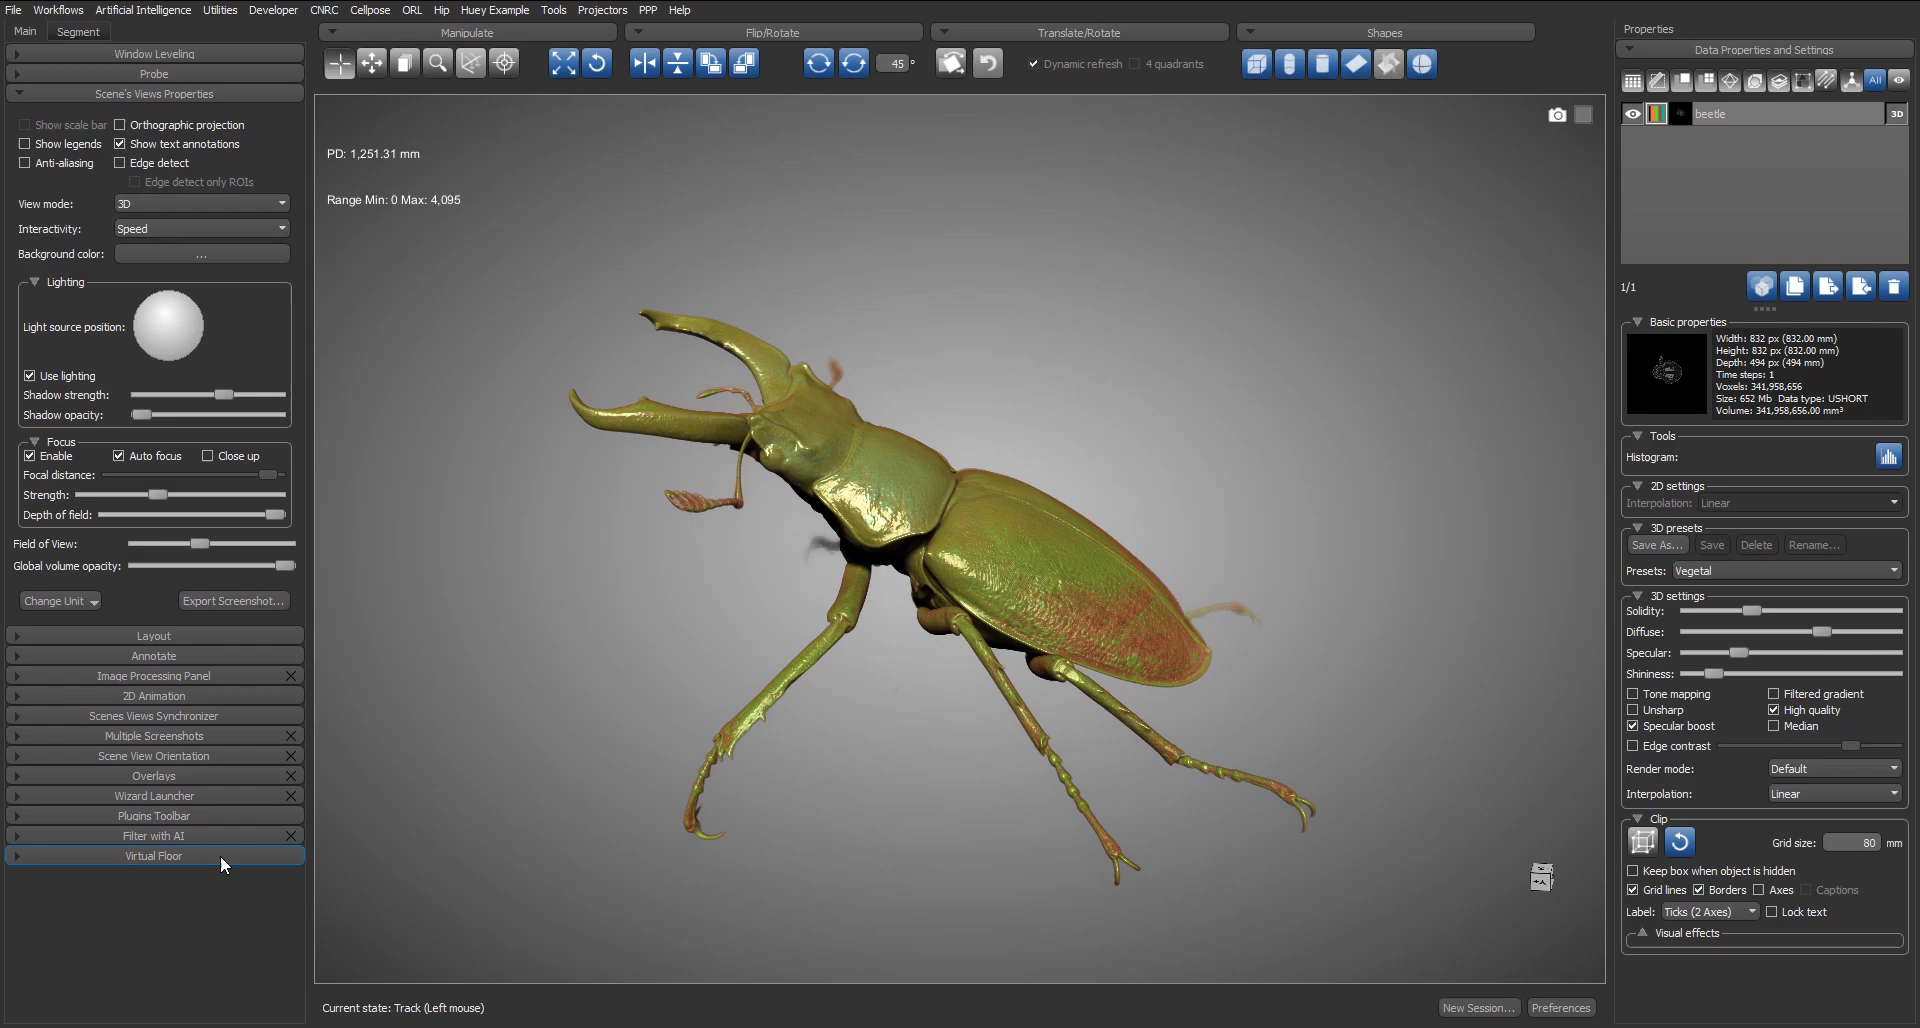 File Workflows Artificial Intelligence Utilities Developer CNRC Cellpose ORL Hip Huey Example Tools Projectors PPP Help
Main Segment
Window Leveling
Probe
Scene's Views Properties
Show scale bar Orthographic projection
Show legends Show text annotations
Anti-aliasing Edge detect
Edge detect only ROIs
View mode: 3D
Interactivity: Speed
Background color: ...
Lighting
Light source position:
Use lighting
Shadow strength:
Shadow opacity:
Focus
Enable Auto focus Close up
Focal distance:
Strength:
Depth of field:
Field of View:
Global volume opacity:
Change Unit Export Screenshot...
Layout
Annotate
Image Processing Panel
2D Animation
Scenes Views Synchronizer
Multiple Screenshots
Scene View Orientation
Overlays
Wizard Launcher
Plugins Toolbar
Filter with AI
Virtual Floor
Manipulate Flip/Rotate Translate/Rotate Shapes
45 ° Dynamic refresh 4 quadrants
PD: 1,251.31 mm
Range Min: 0 Max: 4,095
Current state: Track (Left mouse)
New Session... Preferences
Properties
Data Properties and Settings
All
beetle 3D
1/1
Basic properties
Width: 832 px (832.00 mm)
Height: 832 px (832.00 mm)
Depth: 494 px (494 mm)
Time steps: 1
Voxels: 341,958,656
Size: 652 Mb Data type: USHORT
Volume: 341,958,656.00 mm³
Tools
Histogram:
2D settings
Interpolation: Linear
3D presets
Save As... Save Delete Rename...
Presets: Vegetal
3D settings
Solidity:
Diffuse:
Specular:
Shininess:
Tone mapping Filtered gradient
Unsharp High quality
Specular boost Median
Edge contrast
Render mode: Default
Interpolation: Linear
Clip
Grid size: 80 mm
Keep box when object is hidden
Grid lines Borders Axes Captions
Label: Ticks (2 Axes) Lock text
Visual effects